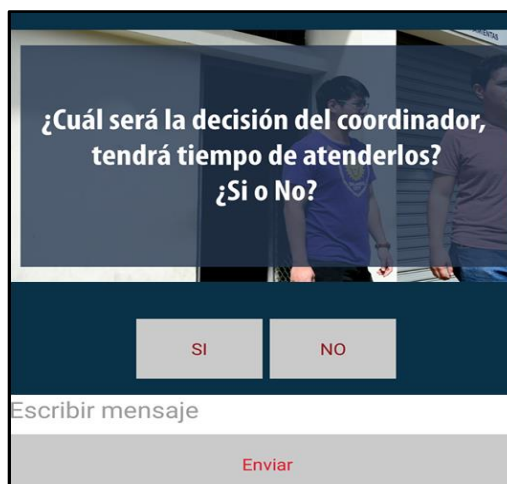 ¿Cuál será la decisión del coordinador,
tendrá tiempo de atenderlos?
¿Si o No?
SI
NO
Escribir mensaje
Enviar